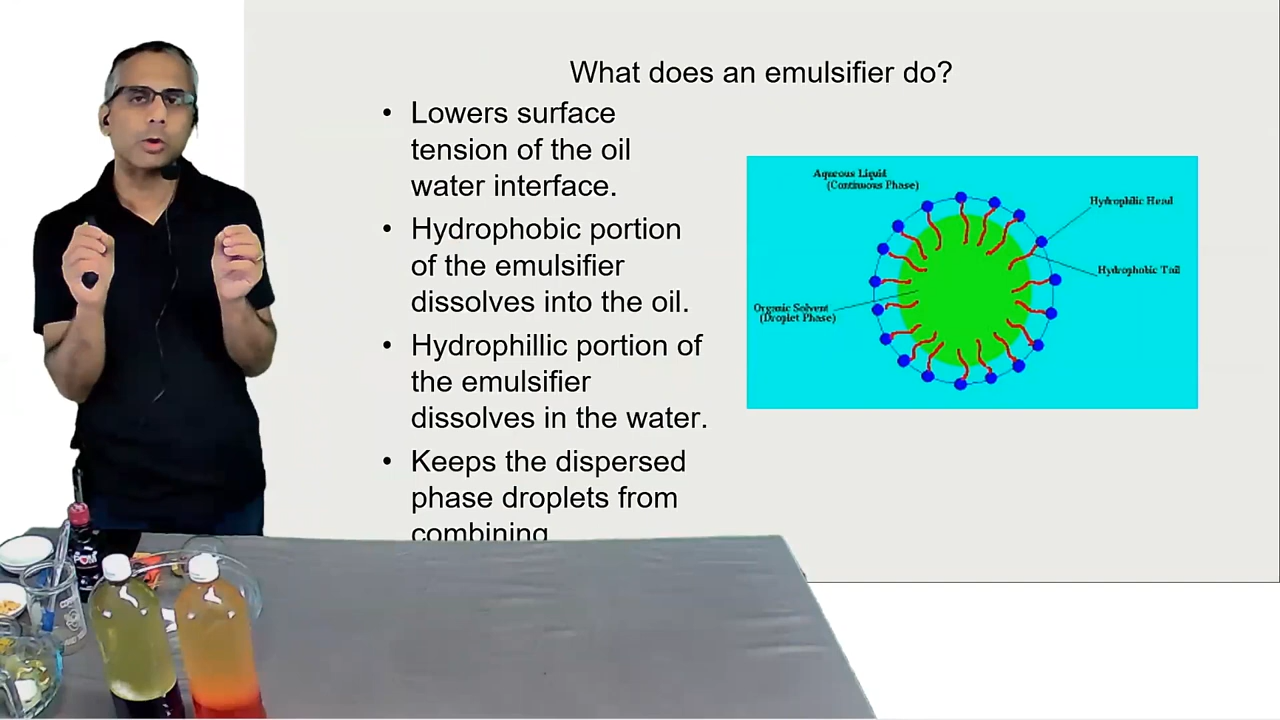 What does an emulsifier do?
• Lowers surface
tension of the oil
water interface.
• Hydrophobic portion
of the emulsifier
dissolves into the oil.
• Hydrophillic portion of
the emulsifier
dissolves in the water.
• Keeps the dispersed
phase droplets from
combining
Aqueous Liquid
(Continuous Phase)
Hydrophilic Head
Hydrophobic Tail
Organic Solvent
(Droplet Phase)
POM